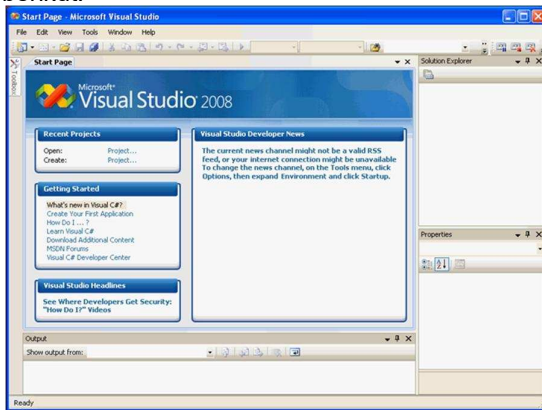 Start Page - Microsoft Visual Studio
File Edit View Tools Window Help
Toolbox
Start Page
Solution Explorer
Microsoft
Visual Studio 2008
Recent Projects
Open: Project...
Create: Project...
Getting Started
What's new in Visual C#?
Create Your First Application
How Do I ... ?
Learn Visual C#
Download Additional Content
MSDN Forums
Visual C# Developer Center
Visual Studio Headlines
See Where Developers Get Security:
"How Do I?" Videos
Visual Studio Developer News
The current news channel might not be a valid RSS
feed, or your internet connection might be unavailable
To change the news channel, on the Tools menu, click
Options, then expand Environment and click Startup.
Properties
Output
Show output from:
Ready